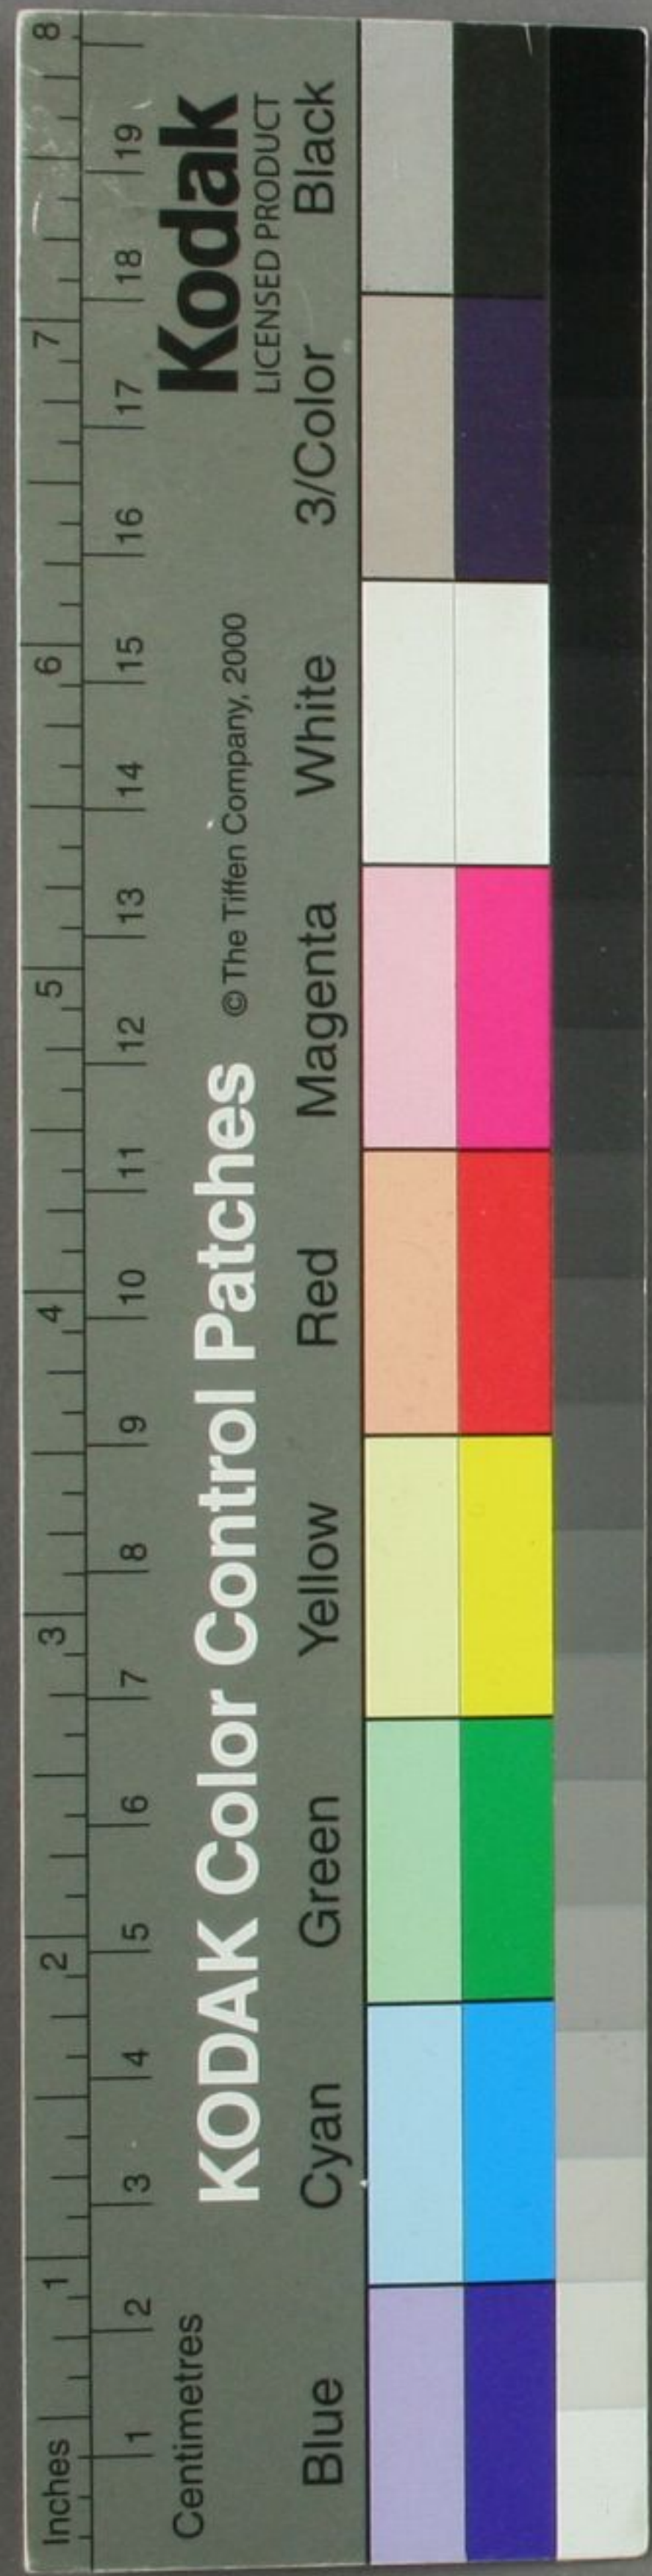 Inches 1 2 3 4 5 6 7 8
Centimetres 1 2 3 4 5 6 7 8 9 10 11 12 13 14 15 16 17 18 19
KODAK Color Control Patches © The Tiffen Company, 2000 Kodak
LICENSED PRODUCT
Blue Cyan Green Yellow Red Magenta White 3/Color Black